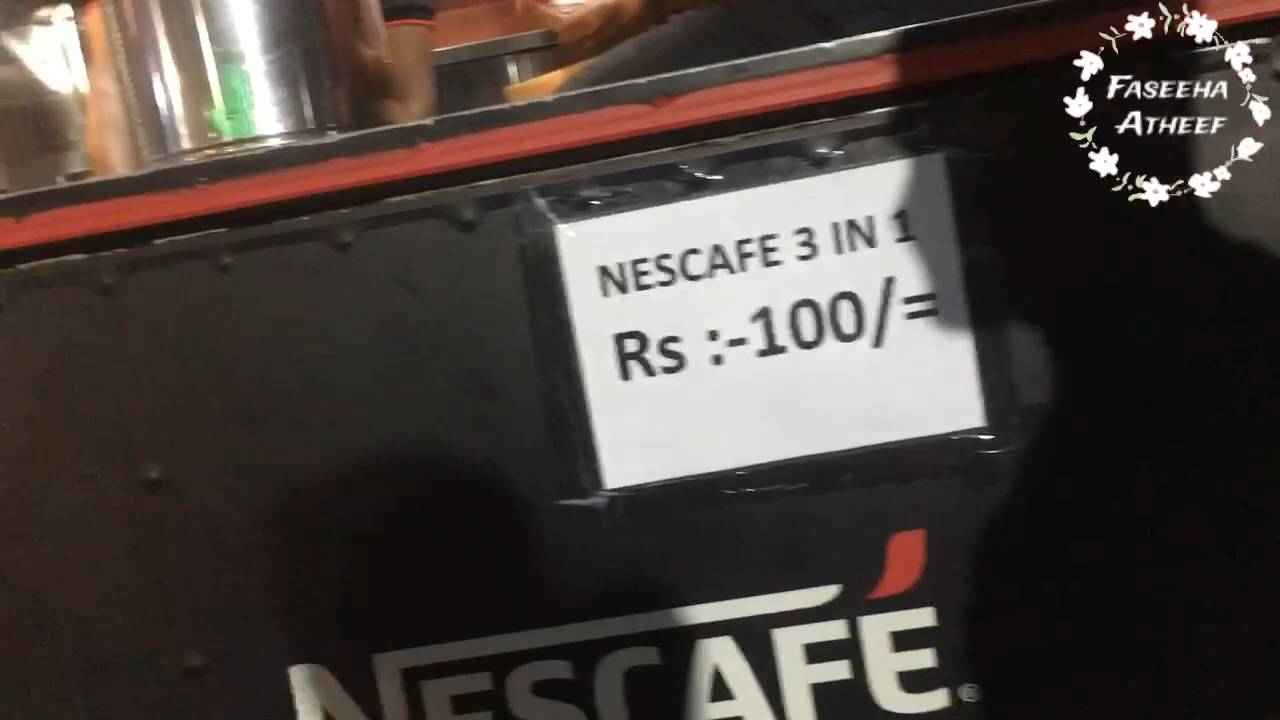 FASEEHA
ATHEEF
NESCAFE 3 IN 1
Rs :-100/=
NESCAFÉ®